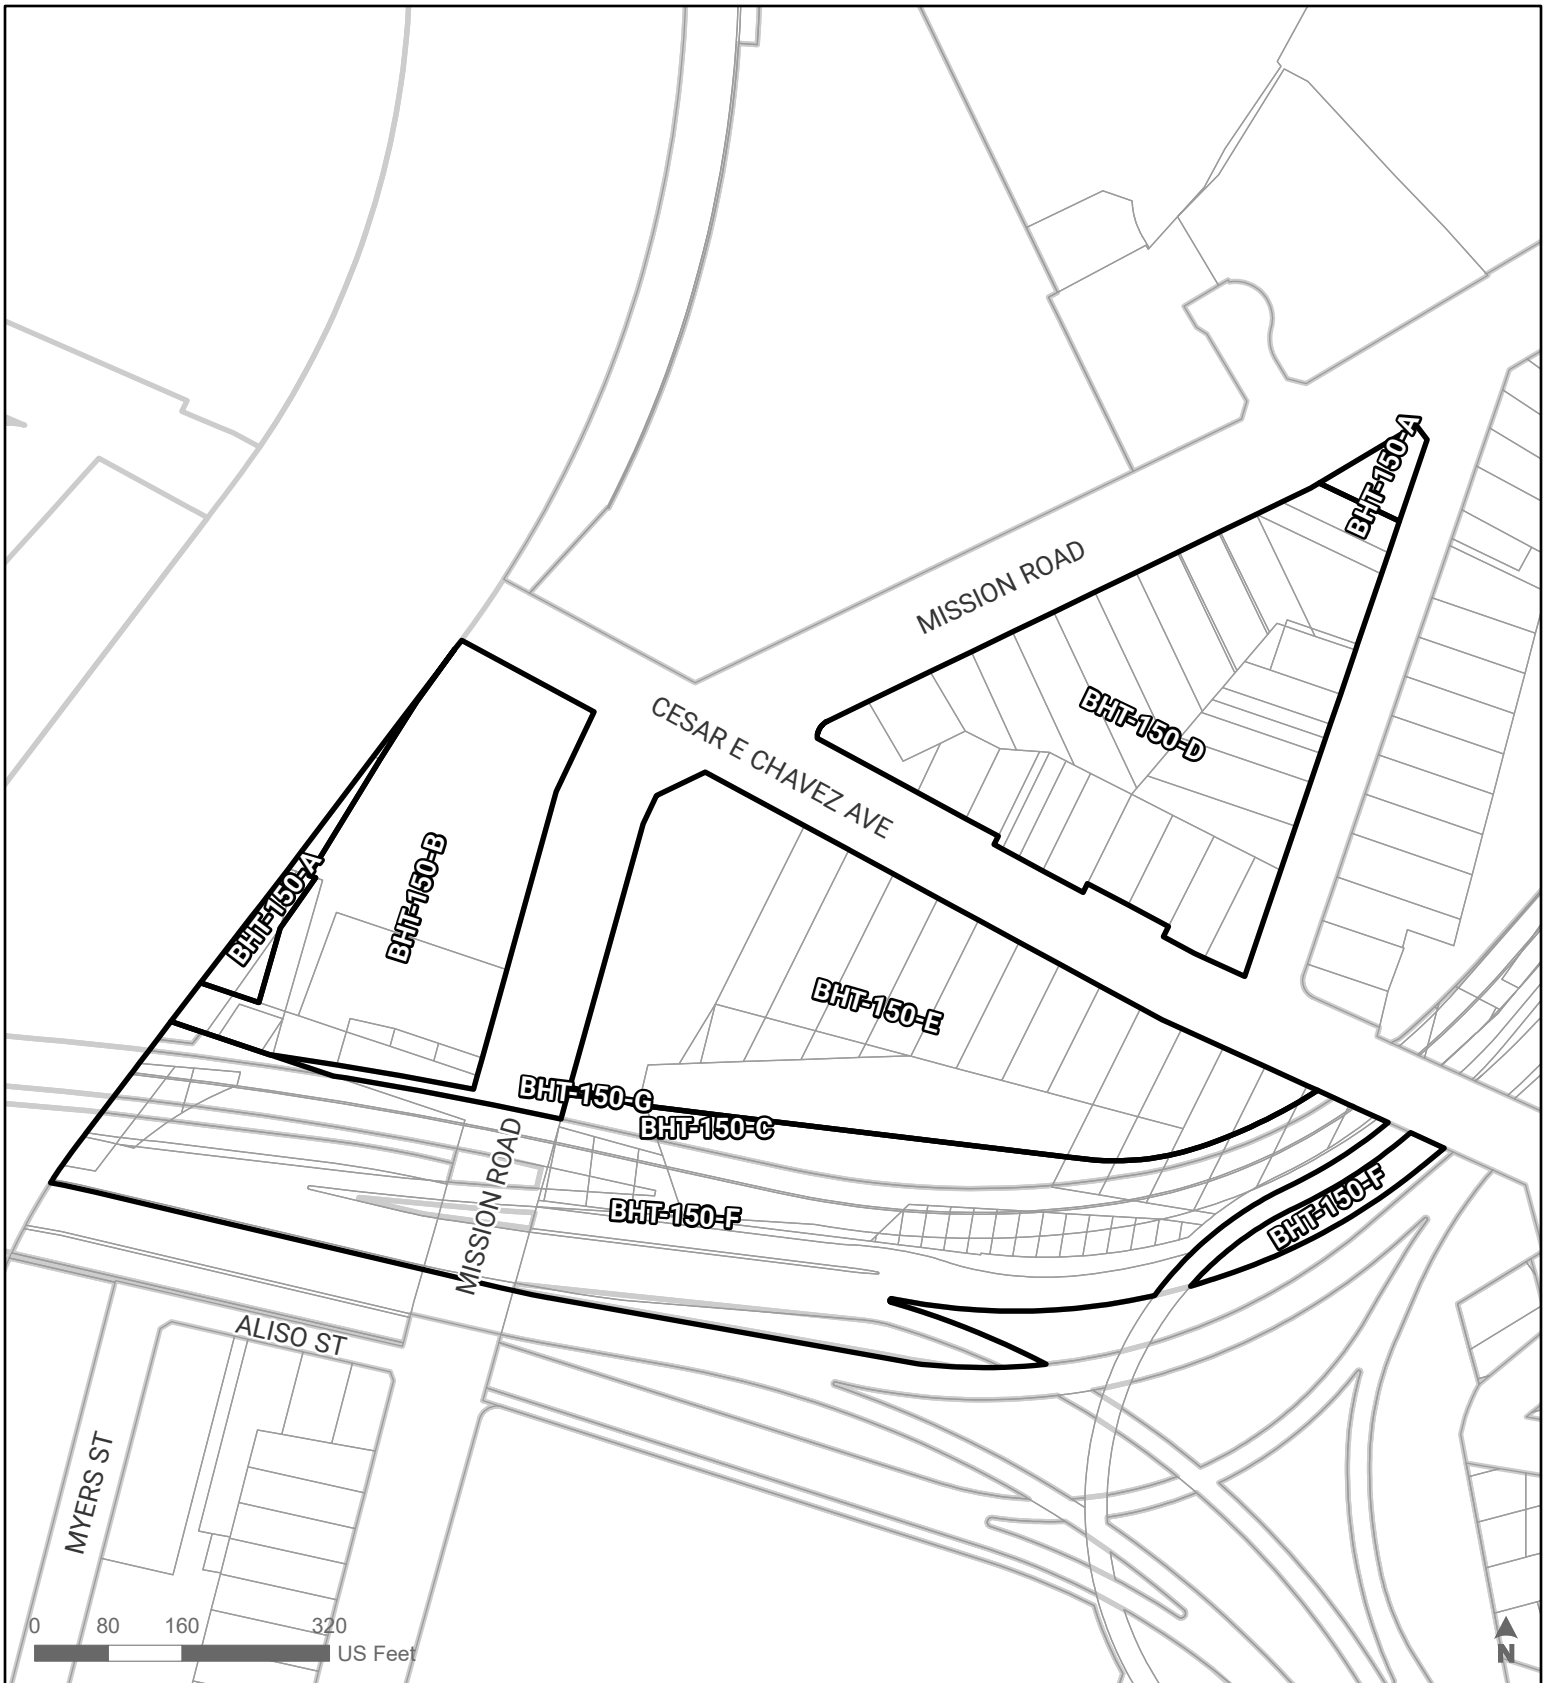 BHT-150-A
MISSION ROAD
BHT-150-D
CESAR E CHAVEZ AVE
BHT-150-B
BHT-150-A
BHT-150-E
BHT-150-G
BHT-150-C
BHT-150-F
BHT-150-F
MISSION ROAD
ALISO ST
MYERS ST
0 80 160 320
US Feet
N